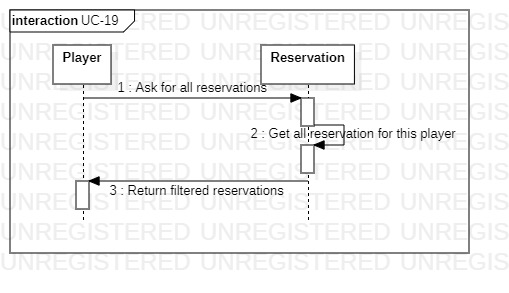 interaction UC-19
Player
Reservation
1 : Ask for all reservations
2 : Get all reservation for this player
3 : Return filtered reservations
UNREGISTERED UNREGISTERED UNREGIS
UNREGISTERED UNREGISTERED UNREGIS
UNREGISTERED UNREGISTERED UNREGIS
UNREGISTERED UNREGISTERED UNREGIS
UNREGISTERED UNREGISTERED UNREGIS
UNREGISTERED UNREGISTERED UNREGIS
UNREGISTERED UNREGISTERED UNREGIS
UNREGISTERED UNREGISTERED UNREGIS
UNREGISTERED UNREGISTERED UNREGIS